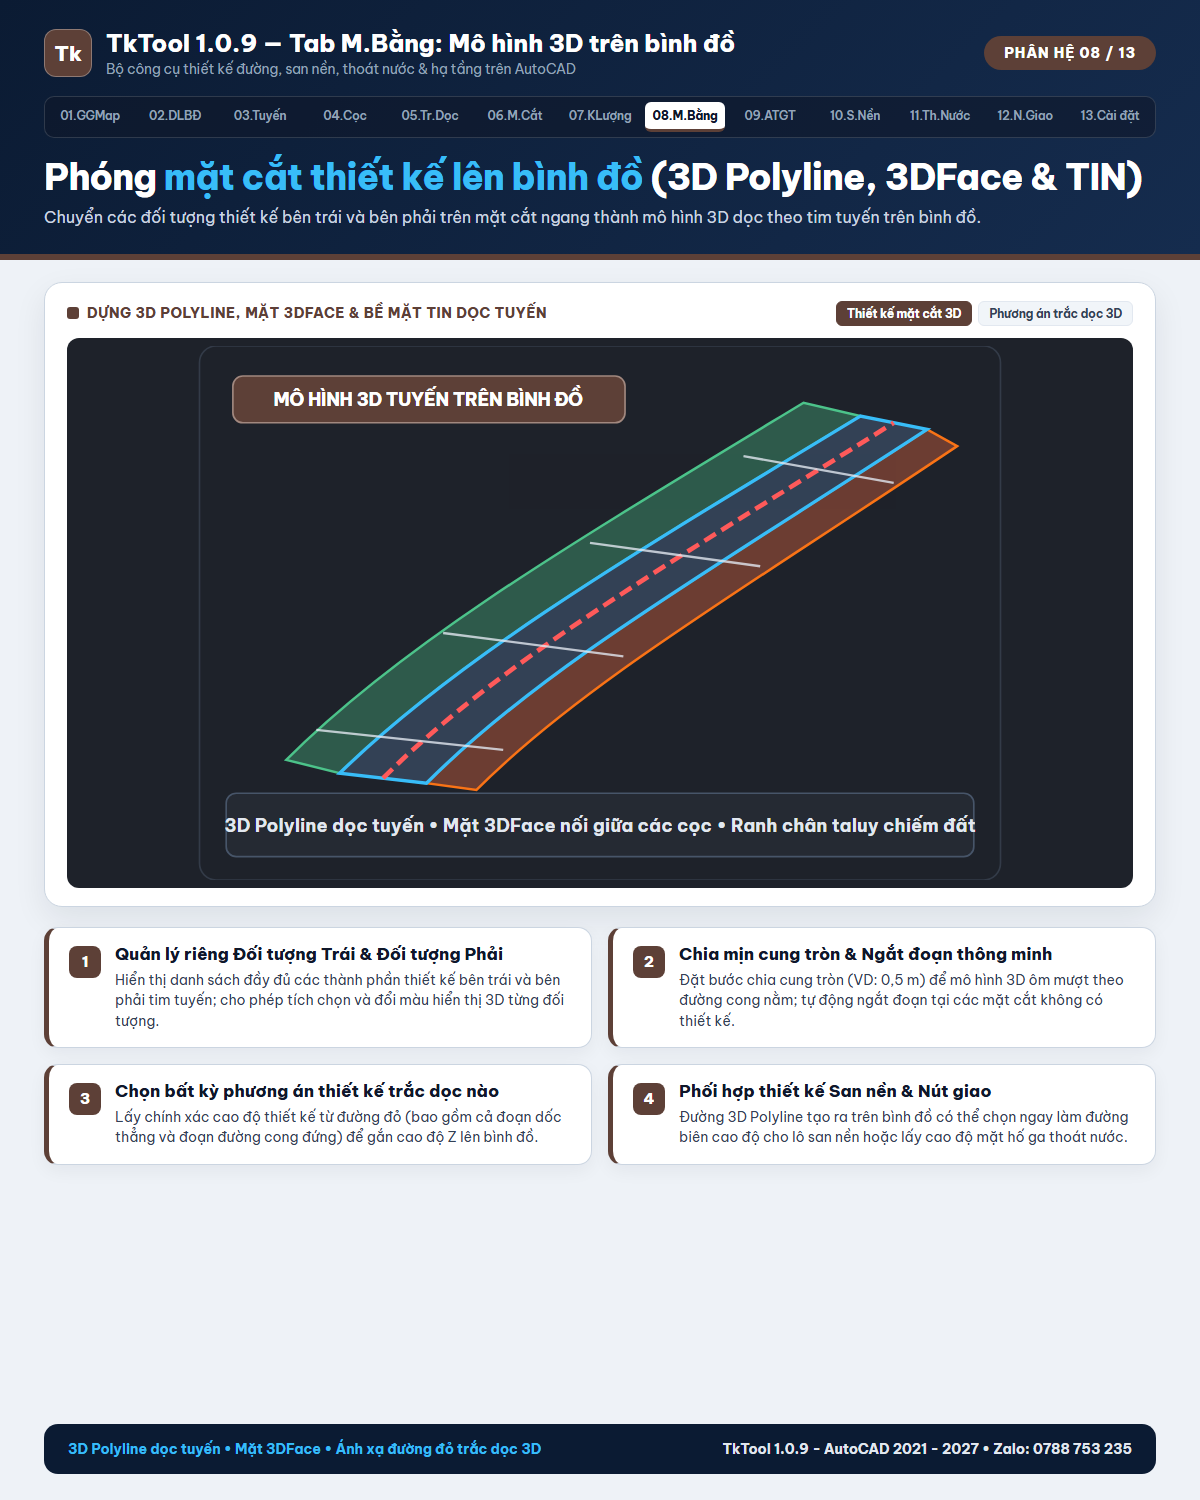 Tk
TkTool 1.0.9 — Tab M.Bằng: Mô hình 3D trên bình đồ
Bộ công cụ thiết kế đường, san nền, thoát nước & hạ tầng trên AutoCAD
PHÂN HỆ 08 / 13
01.GGMap 02.DLBĐ 03.Tuyến 04.Cọc 05.Tr.Dọc 06.M.Cắt 07.KLượng 08.M.Bằng 09.ATGT 10.S.Nền 11.Th.Nước 12.N.Giao 13.Cài đặt
Phóng mặt cắt thiết kế lên bình đồ (3D Polyline, 3DFace & TIN)
Chuyển các đối tượng thiết kế bên trái và bên phải trên mặt cắt ngang thành mô hình 3D dọc theo tim tuyến trên bình đồ.
DỰNG 3D POLYLINE, MẶT 3DFACE & BỀ MẶT TIN DỌC TUYẾN
Thiết kế mặt cắt 3D
Phương án trắc dọc 3D
MÔ HÌNH 3D TUYẾN TRÊN BÌNH ĐỒ
3D Polyline dọc tuyến • Mặt 3DFace nối giữa các cọc • Ranh chân taluy chiếm đất
1
Quản lý riêng Đối tượng Trái & Đối tượng Phải
Hiển thị danh sách đầy đủ các thành phần thiết kế bên trái và bên
phải tim tuyến; cho phép tích chọn và đổi màu hiển thị 3D từng đối
tượng.
2
Chia mịn cung tròn & Ngắt đoạn thông minh
Đặt bước chia cung tròn (VD: 0,5 m) để mô hình 3D ôm mượt theo
đường cong nằm; tự động ngắt đoạn tại các mặt cắt không có
thiết kế.
3
Chọn bất kỳ phương án thiết kế trắc dọc nào
Lấy chính xác cao độ thiết kế từ đường đỏ (bao gồm cả đoạn dốc
thẳng và đoạn đường cong đứng) để gắn cao độ Z lên bình đồ.
4
Phối hợp thiết kế San nền & Nút giao
Đường 3D Polyline tạo ra trên bình đồ có thể chọn ngay làm đường
biên cao độ cho lô san nền hoặc lấy cao độ mặt hố ga thoát nước.
3D Polyline dọc tuyến • Mặt 3DFace • Ánh xạ đường đỏ trắc dọc 3D
TkTool 1.0.9 - AutoCAD 2021 - 2027 • Zalo: 0788 753 235